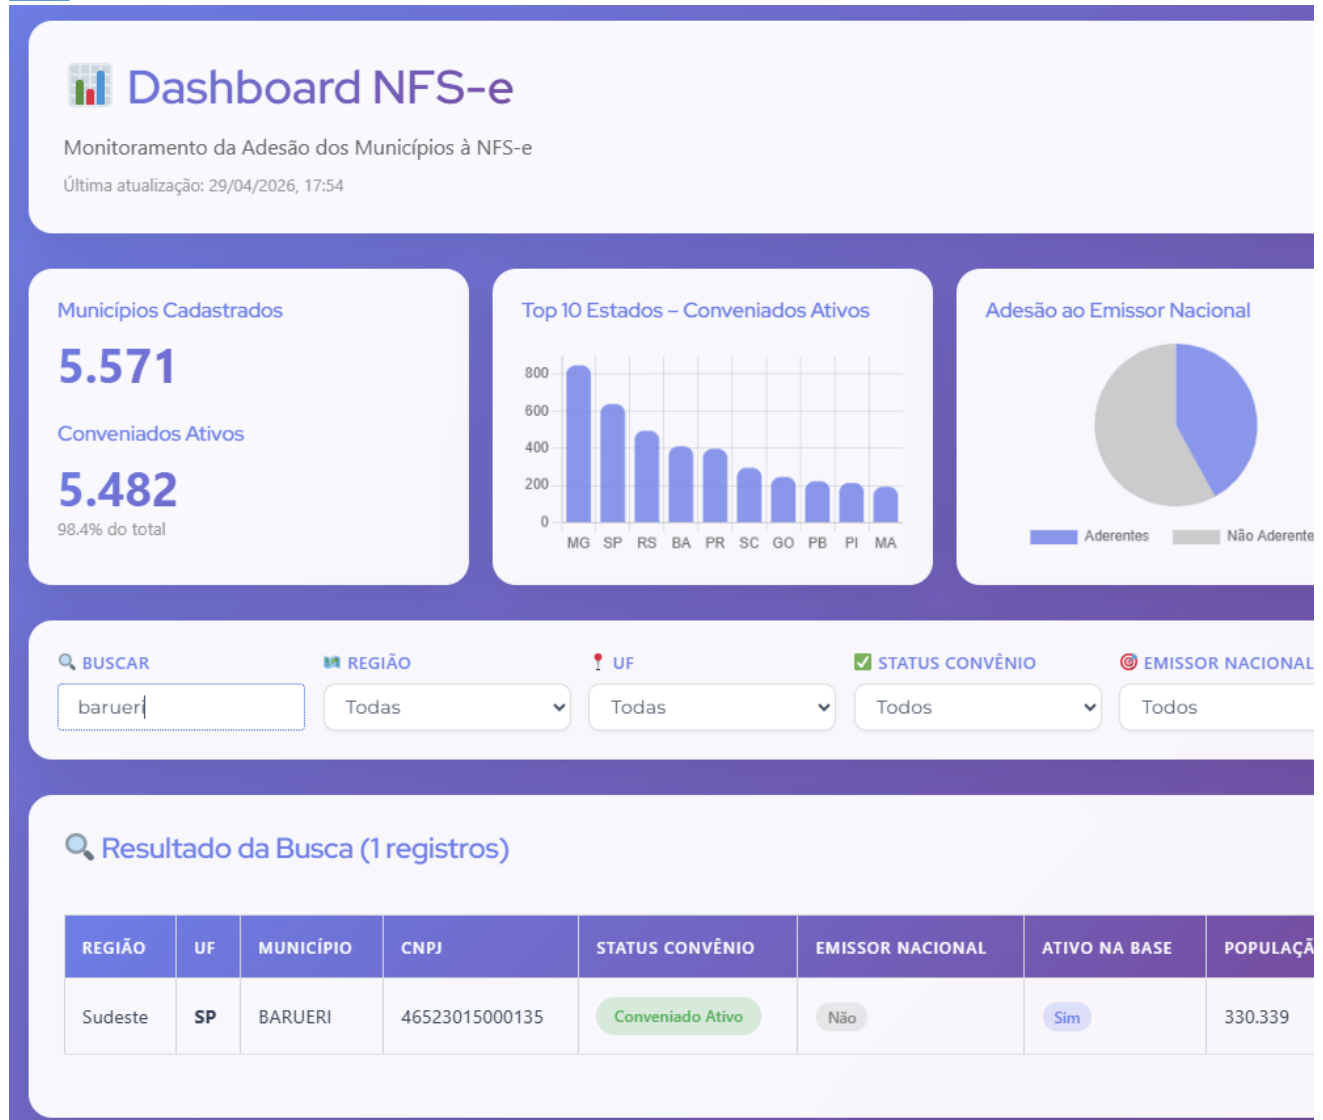 Dashboard NFS-e
Monitoramento da Adesão dos Municípios à NFS-e
Última atualização: 29/04/2026, 17:54
Municípios Cadastrados
5.571
Conveniados Ativos
5.482
98.4% do total
Top 10 Estados – Conveniados Ativos
800
600
400
200
0
MG SP RS BA PR SC GO PB PI MA
Adesão ao Emissor Nacional
Aderentes Não Aderente
BUSCAR
barueri
REGIÃO
Todas
UF
Todas
STATUS CONVÊNIO
Todos
EMISSOR NACIONAL
Todos
Resultado da Busca (1 registros)
REGIÃO UF MUNICÍPIO CNPJ STATUS CONVÊNIO EMISSOR NACIONAL ATIVO NA BASE POPULAÇÃ
Sudeste SP BARUERI 46523015000135 Conveniado Ativo Não Sim 330.339